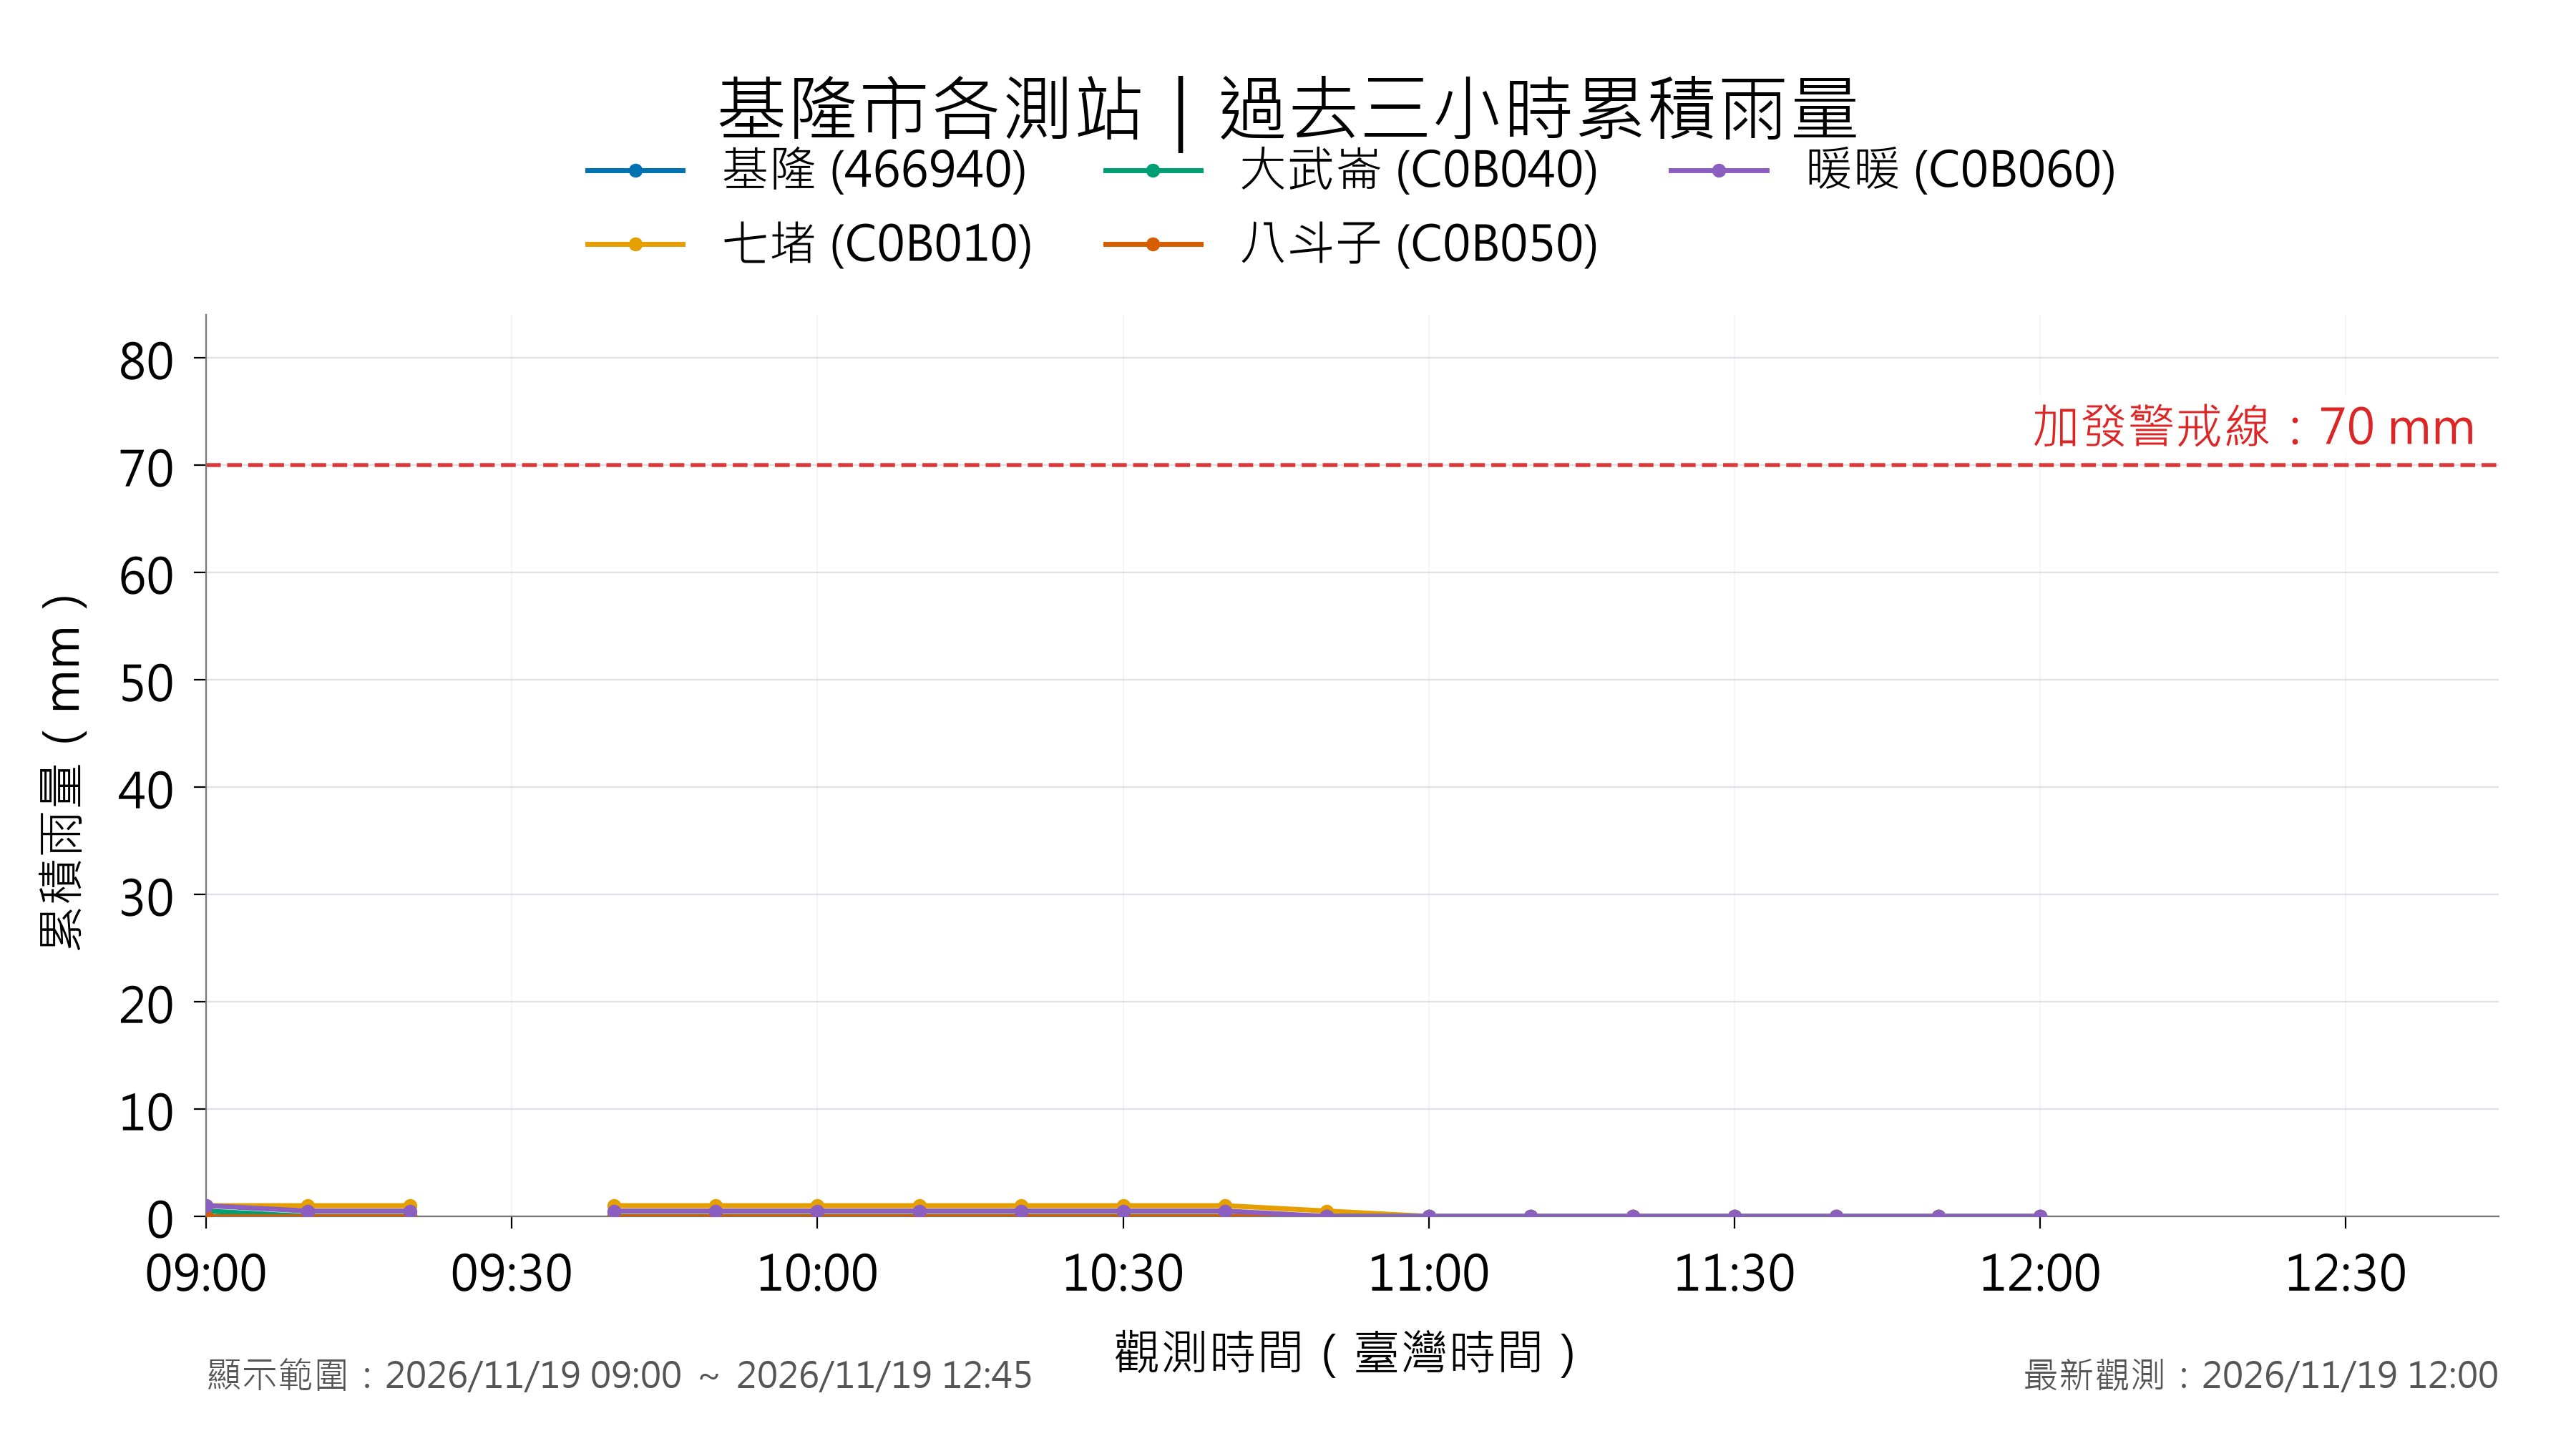 基隆市各測站｜過去三小時累積雨量
基隆 (466940)
大武崙 (C0B040)
暖暖 (C0B060)
七堵 (C0B010)
八斗子 (C0B050)
加發警戒線：70 mm
累積雨量（mm）
80
70
60
50
40
30
20
10
0
09:00
09:30
10:00
10:30
11:00
11:30
12:00
12:30
觀測時間（臺灣時間）
顯示範圍：2026/11/19 09:00 ~ 2026/11/19 12:45
最新觀測：2026/11/19 12:00